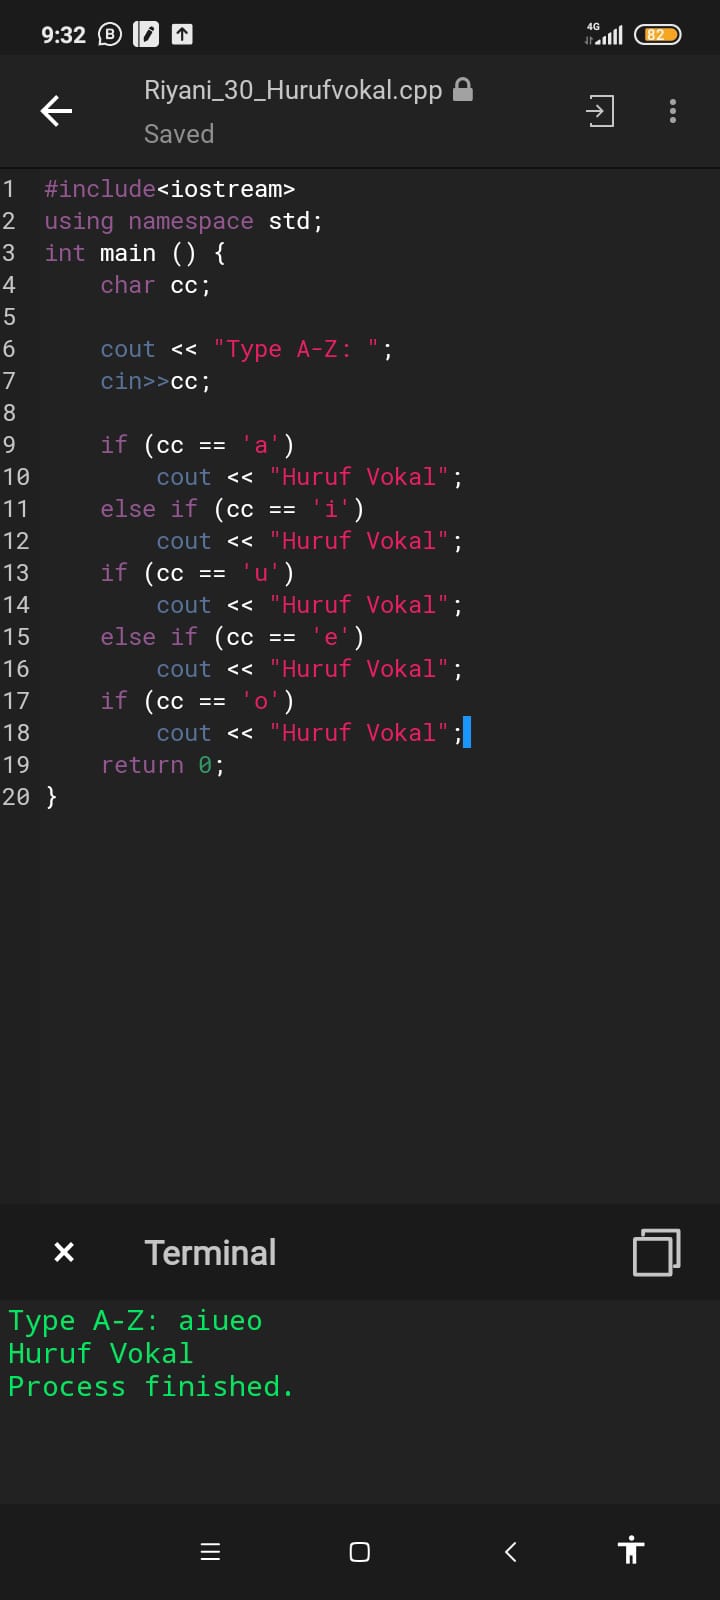 9:32 B 4G 82
Riyani_30_Hurufvokal.cpp
Saved
1 #include<iostream>
2 using namespace std;
3 int main () {
4     char cc;
5
6     cout << "Type A-Z: ";
7     cin>>cc;
8
9     if (cc == 'a')
10         cout << "Huruf Vokal";
11     else if (cc == 'i')
12         cout << "Huruf Vokal";
13     if (cc == 'u')
14         cout << "Huruf Vokal";
15     else if (cc == 'e')
16         cout << "Huruf Vokal";
17     if (cc == 'o')
18         cout << "Huruf Vokal";
19     return 0;
20 }
× Terminal
Type A-Z: aiueo
Huruf Vokal
Process finished.